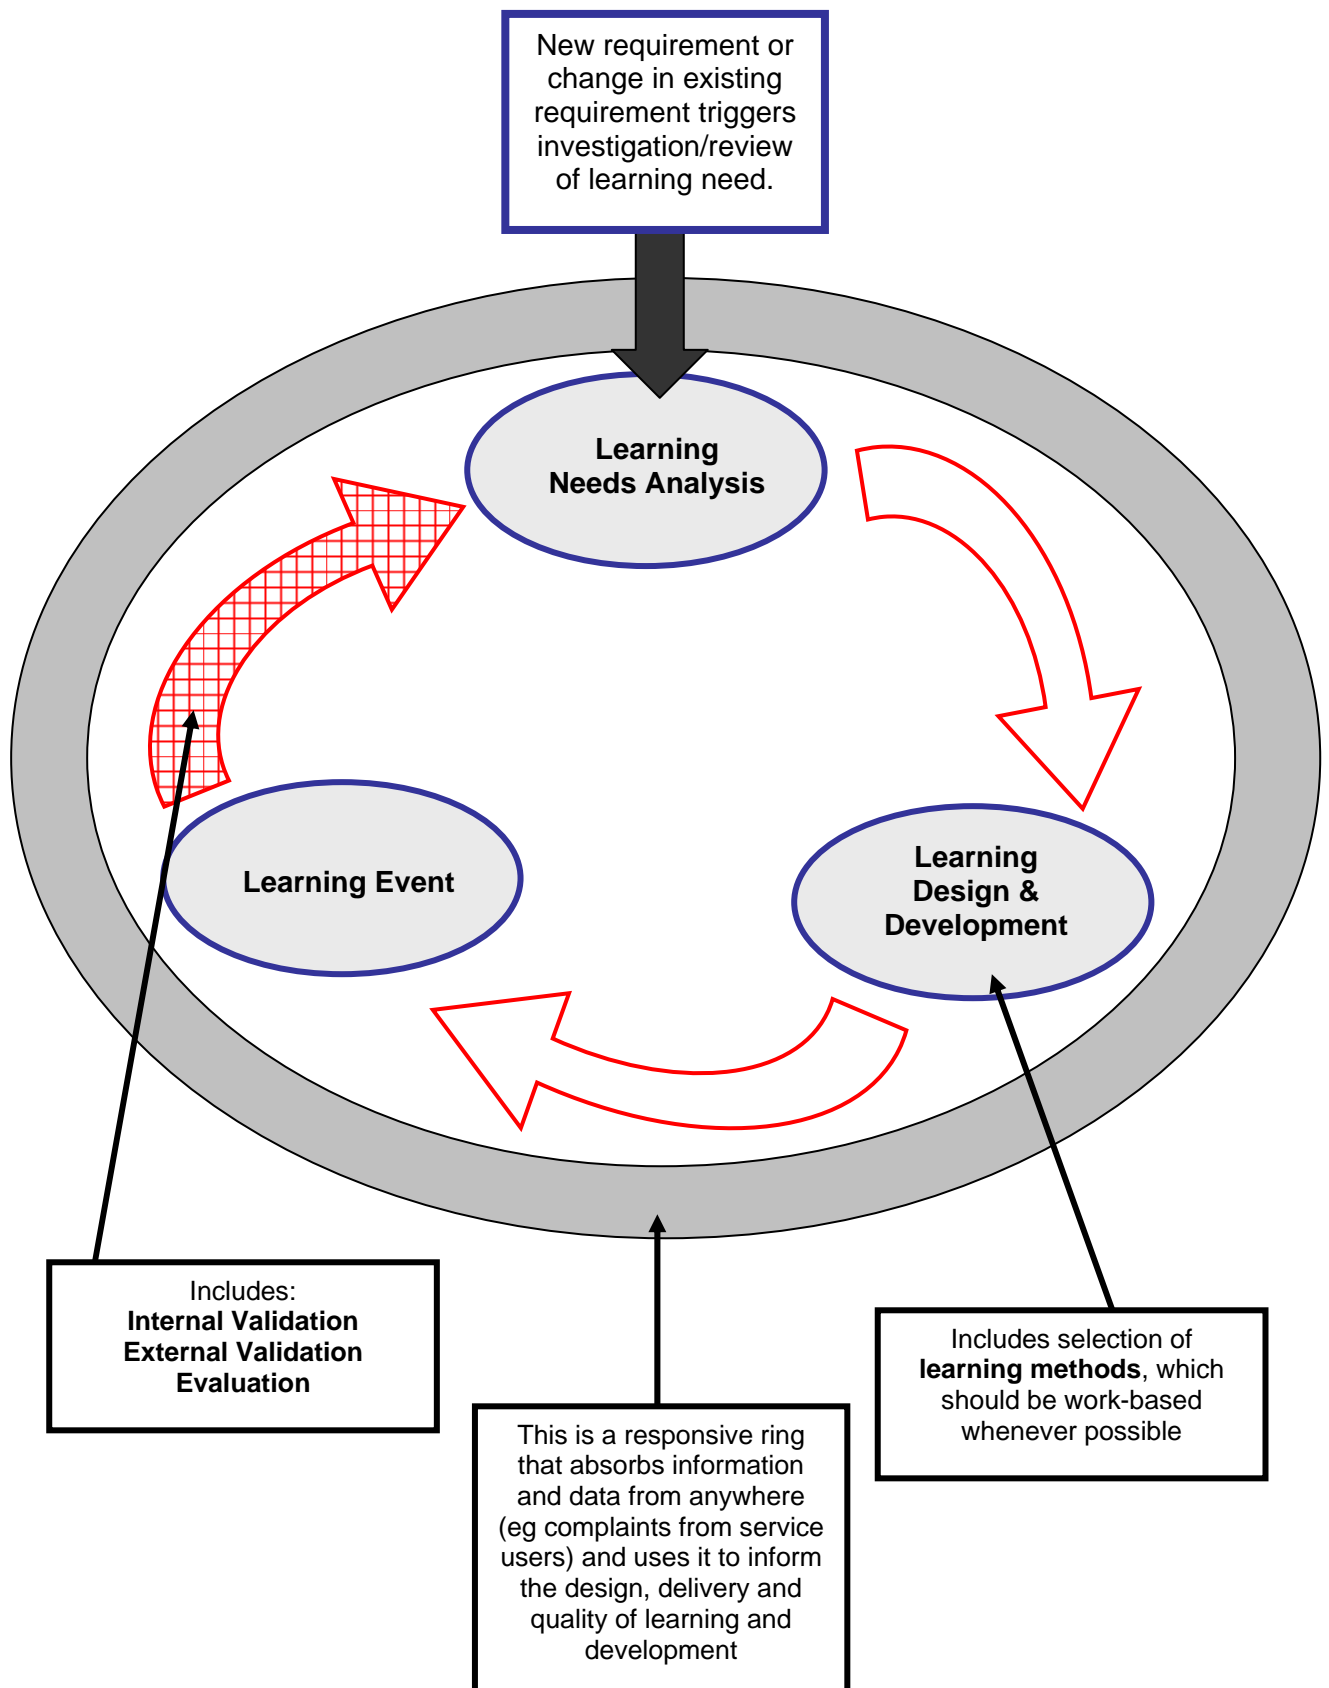 New requirement or
change in existing
requirement triggers
investigation/review
of learning need.
Learning
Needs Analysis
Learning Event
Learning
Design &
Development
Includes:
Internal Validation
External Validation
Evaluation
Includes selection of
learning methods, which
should be work-based
whenever possible
This is a responsive ring
that absorbs information
and data from anywhere
(eg complaints from service
users) and uses it to inform
the design, delivery and
quality of learning and
development